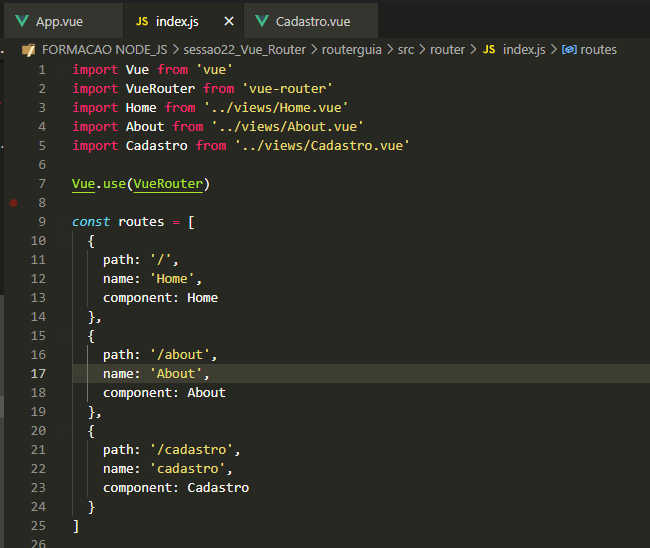 App.vue JS index.js × Cadastro.vue
FORMACAO NODE_JS > sessao22_Vue_Router > routerguia > src > router > JS index.js > routes
1 import Vue from 'vue'
2 import VueRouter from 'vue-router'
3 import Home from '../views/Home.vue'
4 import About from '../views/About.vue'
5 import Cadastro from '../views/Cadastro.vue'
6
7 Vue.use(VueRouter)
8
9 const routes = [
10 {
11 path: '/',
12 name: 'Home',
13 component: Home
14 },
15 {
16 path: '/about',
17 name: 'About',
18 component: About
19 },
20 {
21 path: '/cadastro',
22 name: 'cadastro',
23 component: Cadastro
24 }
25 ]
26